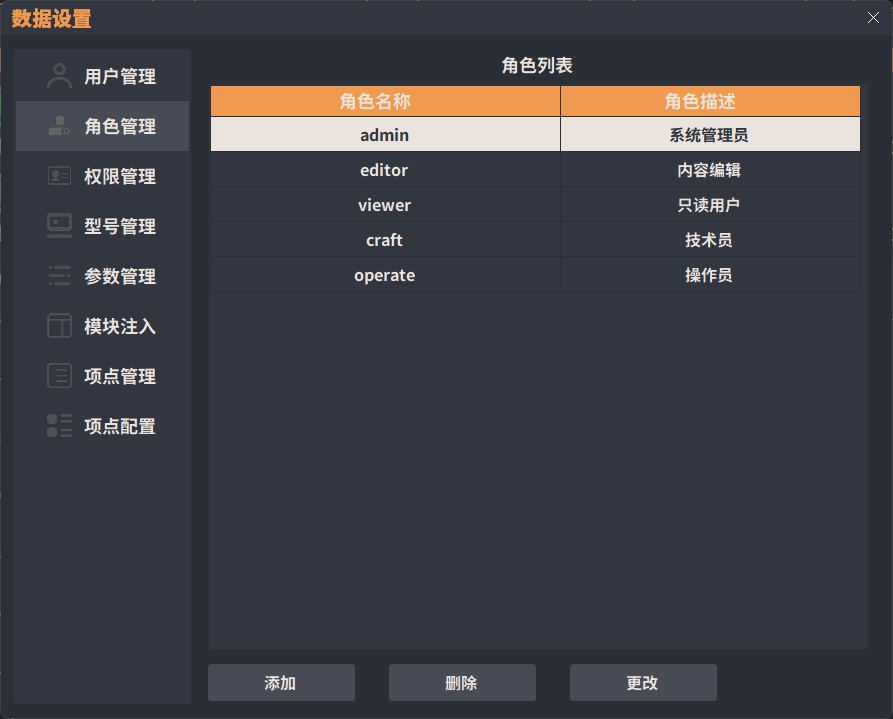 数据设置
用户管理
角色管理
权限管理
型号管理
参数管理
模块注入
项点管理
项点配置
角色列表
角色名称 角色描述
admin 系统管理员
editor 内容编辑
viewer 只读用户
craft 技术员
operate 操作员
添加 删除 更改